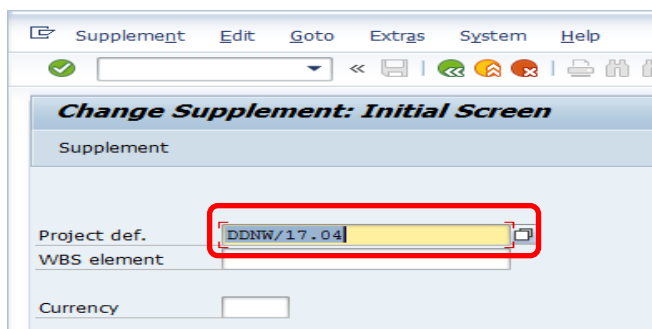 Supplement Edit Goto Extras System Help
Change Supplement: Initial Screen
Supplement
Project def. DDNW/17.04
WBS element
Currency